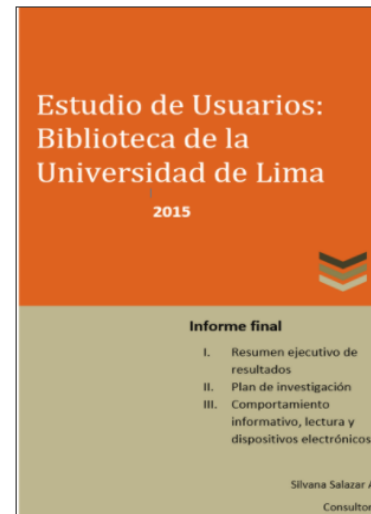 Estudio de Usuarios:
Biblioteca de la
Universidad de Lima
2015
Informe final
I. Resumen ejecutivo de
resultados
II. Plan de investigación
III. Comportamiento
informativo, lectura y
dispositivos electrónicos
Silvana Salazar A
Consultor